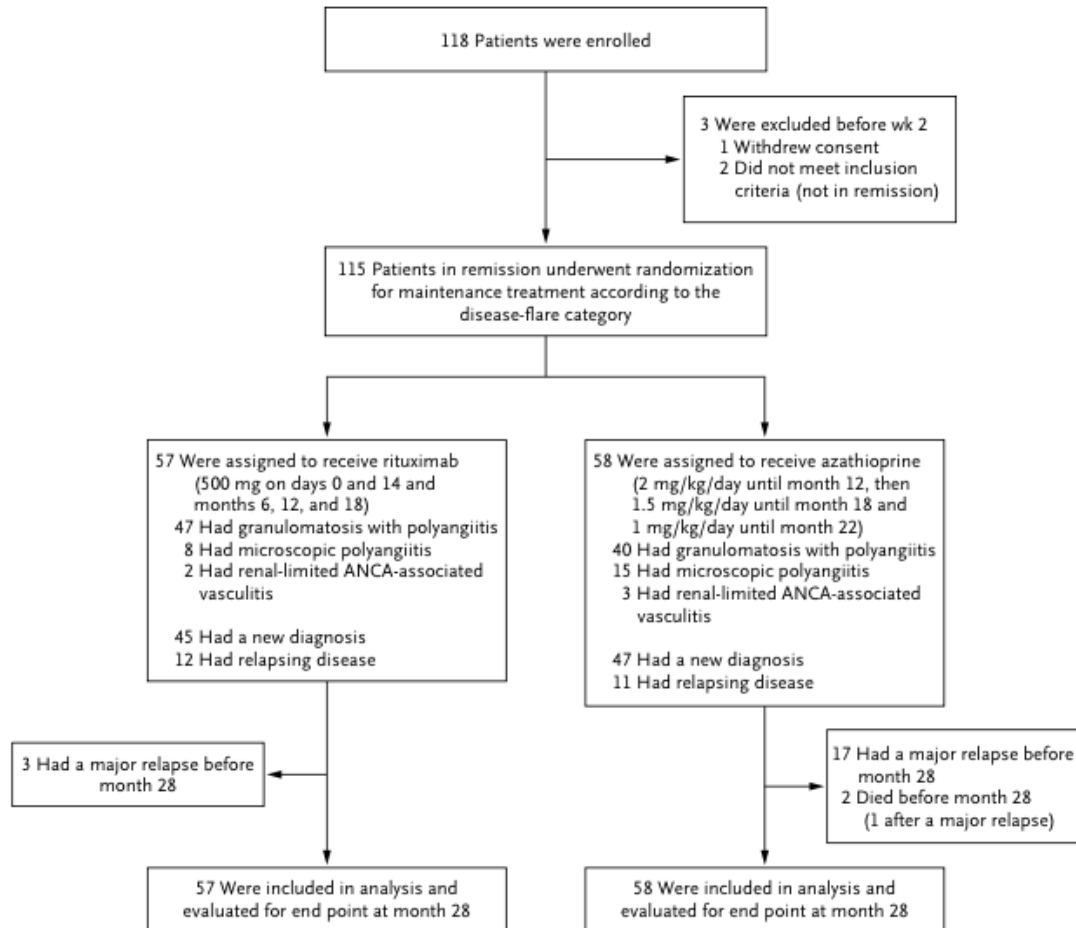 118 Patients were enrolled
3 Were excluded before wk 2
1 Withdrew consent
2 Did not meet inclusion
criteria (not in remission)
115 Patients in remission underwent randomization
for maintenance treatment according to the
disease-flare category
57 Were assigned to receive rituximab
(500 mg on days 0 and 14 and
months 6, 12, and 18)
47 Had granulomatosis with polyangiitis
8 Had microscopic polyangiitis
2 Had renal-limited ANCA-associated
vasculitis
45 Had a new diagnosis
12 Had relapsing disease
58 Were assigned to receive azathioprine
(2 mg/kg/day until month 12, then
1.5 mg/kg/day until month 18 and
1 mg/kg/day until month 22)
40 Had granulomatosis with polyangiitis
15 Had microscopic polyangiitis
3 Had renal-limited ANCA-associated
vasculitis
47 Had a new diagnosis
11 Had relapsing disease
3 Had a major relapse before
month 28
17 Had a major relapse before
month 28
2 Died before month 28
(1 after a major relapse)
57 Were included in analysis and
evaluated for end point at month 28
58 Were included in analysis and
evaluated for end point at month 28